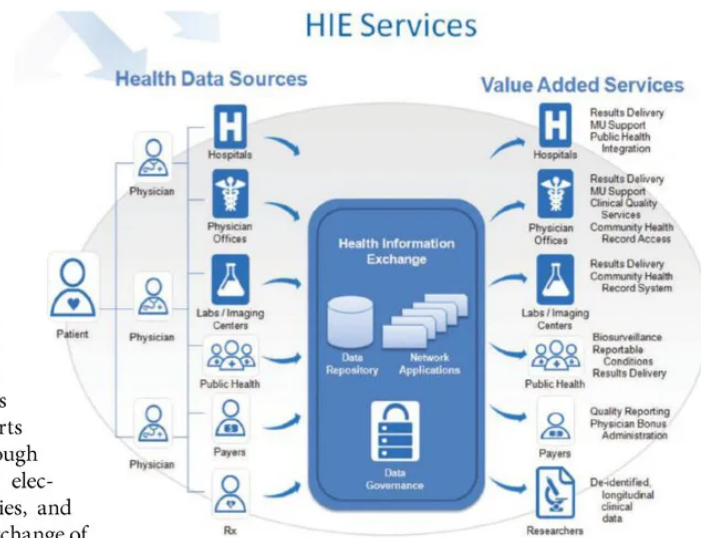 HIE Services
Health Data Sources
Value Added Services
Patient
Physician
Physician
Physician
Hospitals
Physician
Offices
Labs / Imaging
Centers
Public Health
Payers
Rx
Health Information
Exchange
Data
Repository
Network
Applications
Data
Governance
Hospitals
Results Delivery
MU Support
Public Health
Integration
Physician
Offices
Results Delivery
MU Support
Clinical Quality
Services
Community Health
Record Access
Labs / Imaging
Centers
Results Delivery
Community Health
Record System
Public Health
Biosurveillance
Reportable
Conditions
Results Delivery
Payers
Quality Reporting
Physician Bonus
Administration
Researchers
De-identified,
longitudinal
clinical
data
s
rts
ough
elec-
ies, and
change of